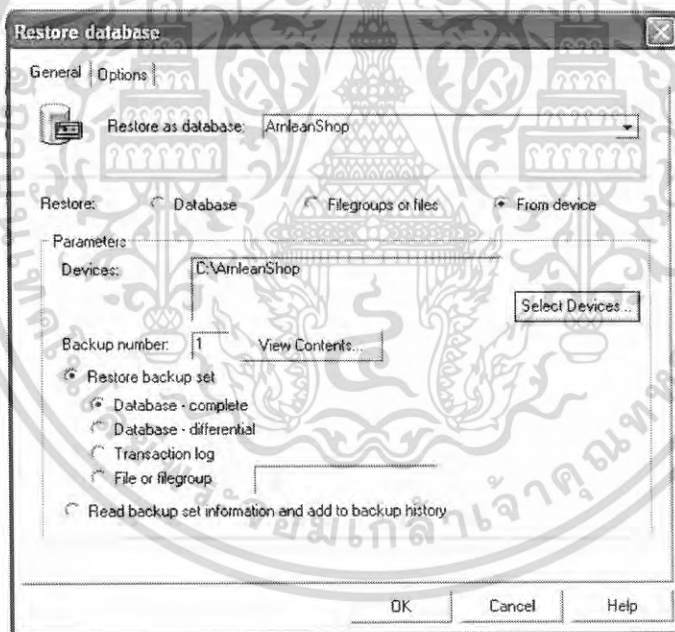 Restore database
General Options
Restore as database: ArnleanShop
Restore: Database Filegroups or files From device
Parameters
Devices: C:\ArnleanShop
Select Devices...
Backup number: 1 View Contents...
Restore backup set
Database - complete
Database - differential
Transaction log
File or filegroup
Read backup set information and add to backup history
OK Cancel Help